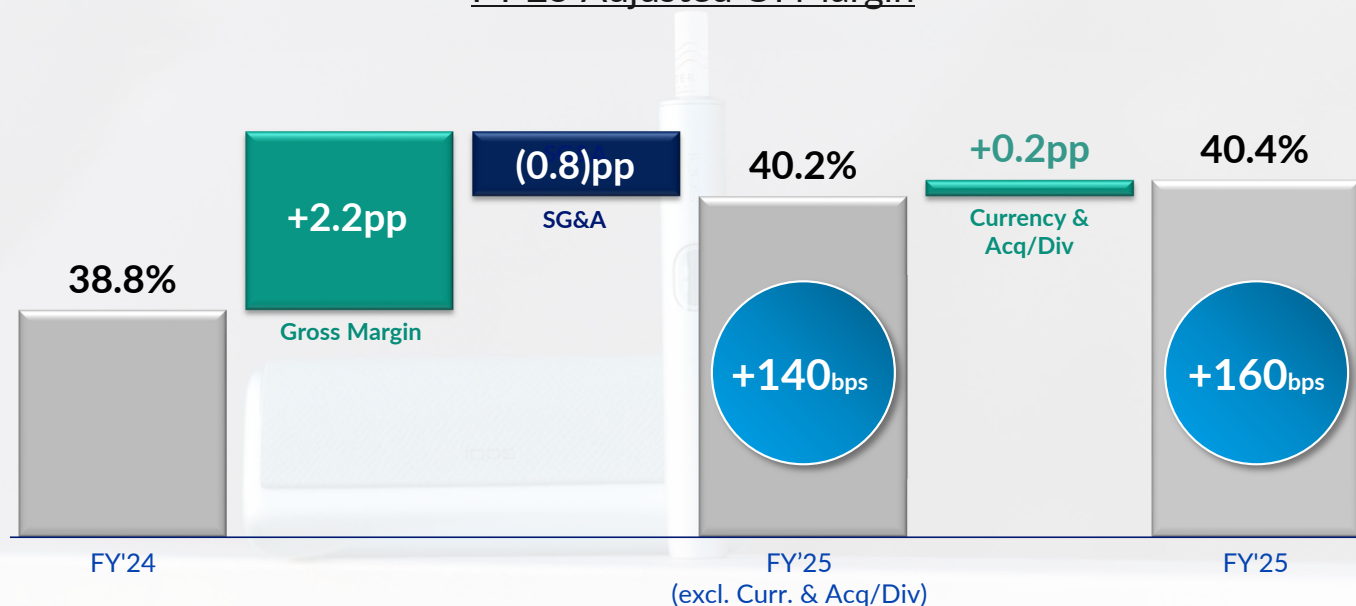 38.8%
FY'24
+2.2pp
Gross Margin
(0.8)pp
SG&A
40.2%
+140bps
FY’25
(excl. Curr. & Acq/Div)
+0.2pp
Currency &
Acq/Div
40.4%
+160bps
FY'25